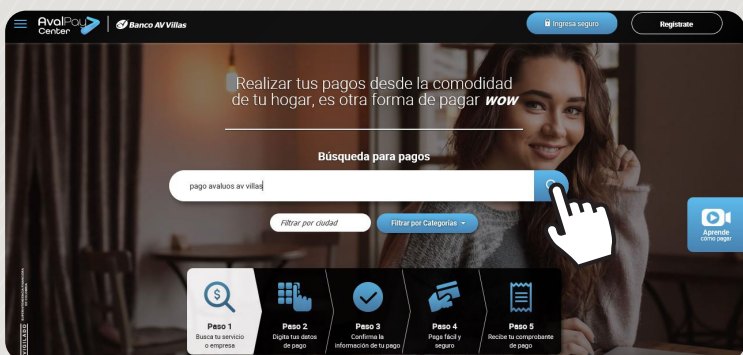 AvalPay
Center
Banco AV Villas
Ingresa seguro
Regístrate
Realizar tus pagos desde la comodidad
de tu hogar, es otra forma de pagar wow
Búsqueda para pagos
pago avaluos av villas
Filtrar por ciudad
Filtrar por Categorías
Aprende
cómo pagar
Paso 1
Busca tu servicio
o empresa
Paso 2
Digita tus datos
de pago
Paso 3
Confirma la
información de tu pago
Paso 4
Paga fácil y
seguro
Paso 5
Recibe tu comprobante
de pago
VIGILADO